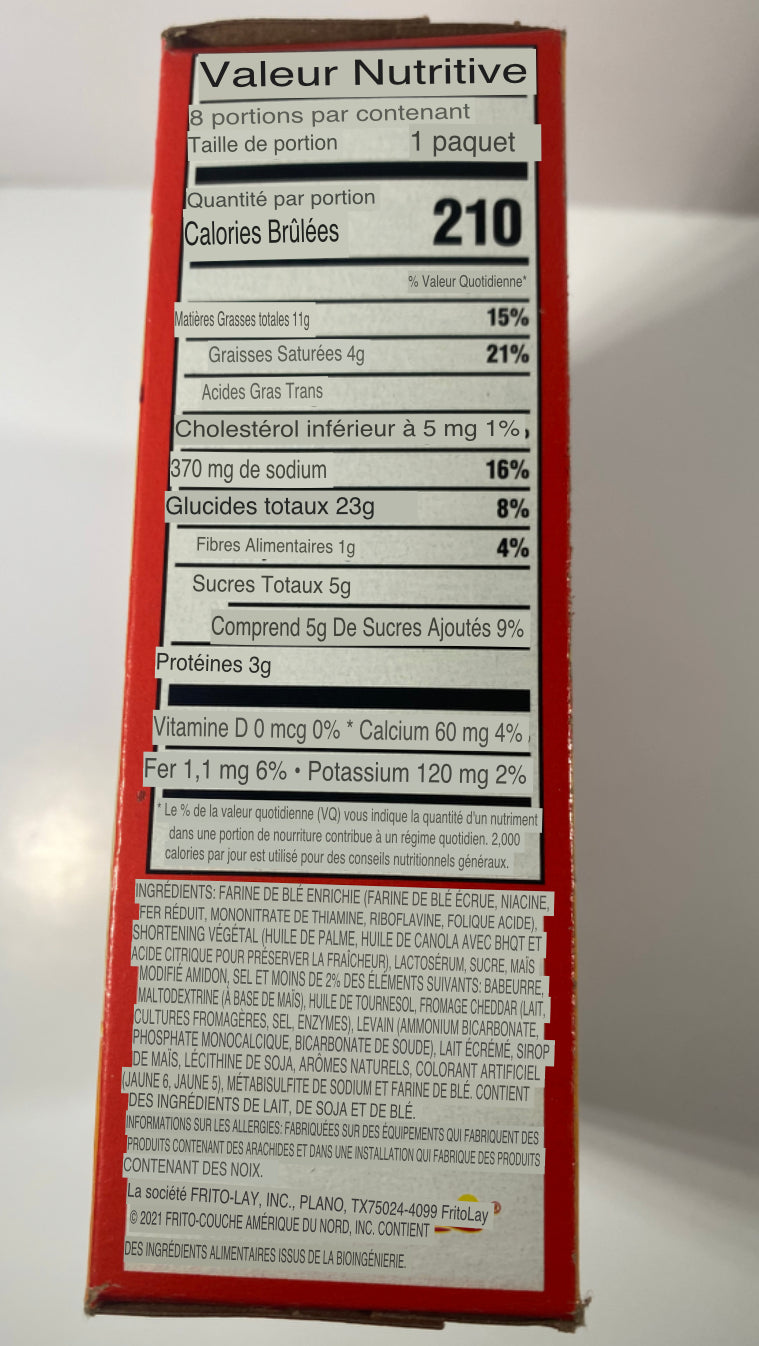 Valeur Nutritive
8 portions par contenant
Taille de portion 1 paquet
Quantité par portion
Calories Brûlées 210
% Valeur Quotidienne*
Matières Grasses totales 11g 15%
Graisses Saturées 4g 21%
Acides Gras Trans
Cholestérol inférieur à 5 mg 1%
370 mg de sodium 16%
Glucides totaux 23g 8%
Fibres Alimentaires 1g 4%
Sucres Totaux 5g
Comprend 5g De Sucres Ajoutés 9%
Protéines 3g
Vitamine D 0 mcg 0% * Calcium 60 mg 4%
Fer 1,1 mg 6% • Potassium 120 mg 2%
* Le % de la valeur quotidienne (VQ) vous indique la quantité d'un nutriment
dans une portion de nourriture contribue à un régime quotidien. 2,000
calories par jour est utilisé pour des conseils nutritionnels généraux.
INGRÉDIENTS: FARINE DE BLÉ ENRICHIE (FARINE DE BLÉ ÉCRUE, NIACINE,
FER RÉDUIT, MONONITRATE DE THIAMINE, RIBOFLAVINE, FOLIQUE ACIDE),
SHORTENING VÉGÉTAL (HUILE DE PALME, HUILE DE CANOLA AVEC BHQT ET
ACIDE CITRIQUE POUR PRÉSERVER LA FRAÎCHEUR), LACTOSÉRUM, SUCRE, MAÏS
MODIFIÉ AMIDON, SEL ET MOINS DE 2% DES ÉLÉMENTS SUIVANTS: BABEURRE,
MALTODEXTRINE (À BASE DE MAÏS), HUILE DE TOURNESOL, FROMAGE CHEDDAR (LAIT,
CULTURES FROMAGÈRES, SEL, ENZYMES), LEVAIN (AMMONIUM BICARBONATE,
PHOSPHATE MONOCALCIQUE, BICARBONATE DE SOUDE), LAIT ÉCRÉMÉ, SIROP
DE MAÏS, LÉCITHINE DE SOJA, ARÔMES NATURELS, COLORANT ARTIFICIEL
(JAUNE 6, JAUNE 5), MÉTABISULFITE DE SODIUM ET FARINE DE BLÉ. CONTIENT
DES INGRÉDIENTS DE LAIT, DE SOJA ET DE BLÉ.
INFORMATIONS SUR LES ALLERGIES: FABRIQUÉES SUR DES ÉQUIPEMENTS QUI FABRIQUENT DES
PRODUITS CONTENANT DES ARACHIDES ET DANS UNE INSTALLATION QUI FABRIQUE DES PRODUITS
CONTENANT DES NOIX.
La société FRITO-LAY, INC., PLANO, TX75024-4099 FritoLay
© 2021 FRITO-COUCHE AMÉRIQUE DU NORD, INC. CONTIENT
DES INGRÉDIENTS ALIMENTAIRES ISSUS DE LA BIOINGÉNIERIE.